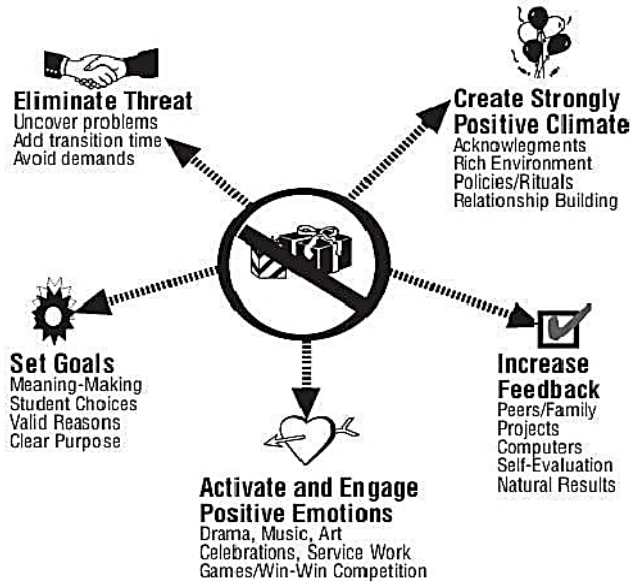 Eliminate Threat
Uncover problems
Add transition time
Avoid demands
Create Strongly
Positive Climate
Acknowlegments
Rich Environment
Policies/Rituals
Relationship Building
Set Goals
Meaning-Making
Student Choices
Valid Reasons
Clear Purpose
Increase
Feedback
Peers/Family
Projects
Computers
Self-Evaluation
Natural Results
Activate and Engage
Positive Emotions
Drama, Music, Art
Celebrations, Service Work
Games/Win-Win Competition